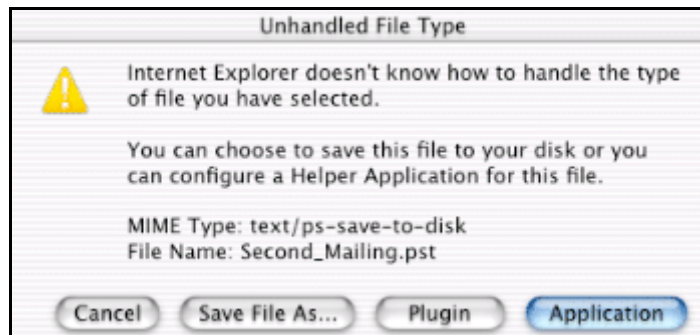 Unhandled File Type
Internet Explorer doesn't know how to handle the type
of file you have selected.
You can choose to save this file to your disk or you
can configure a Helper Application for this file.
MIME Type: text/ps-save-to-disk
File Name: Second_Mailing.pst
Cancel
Save File As...
Plugin
Application